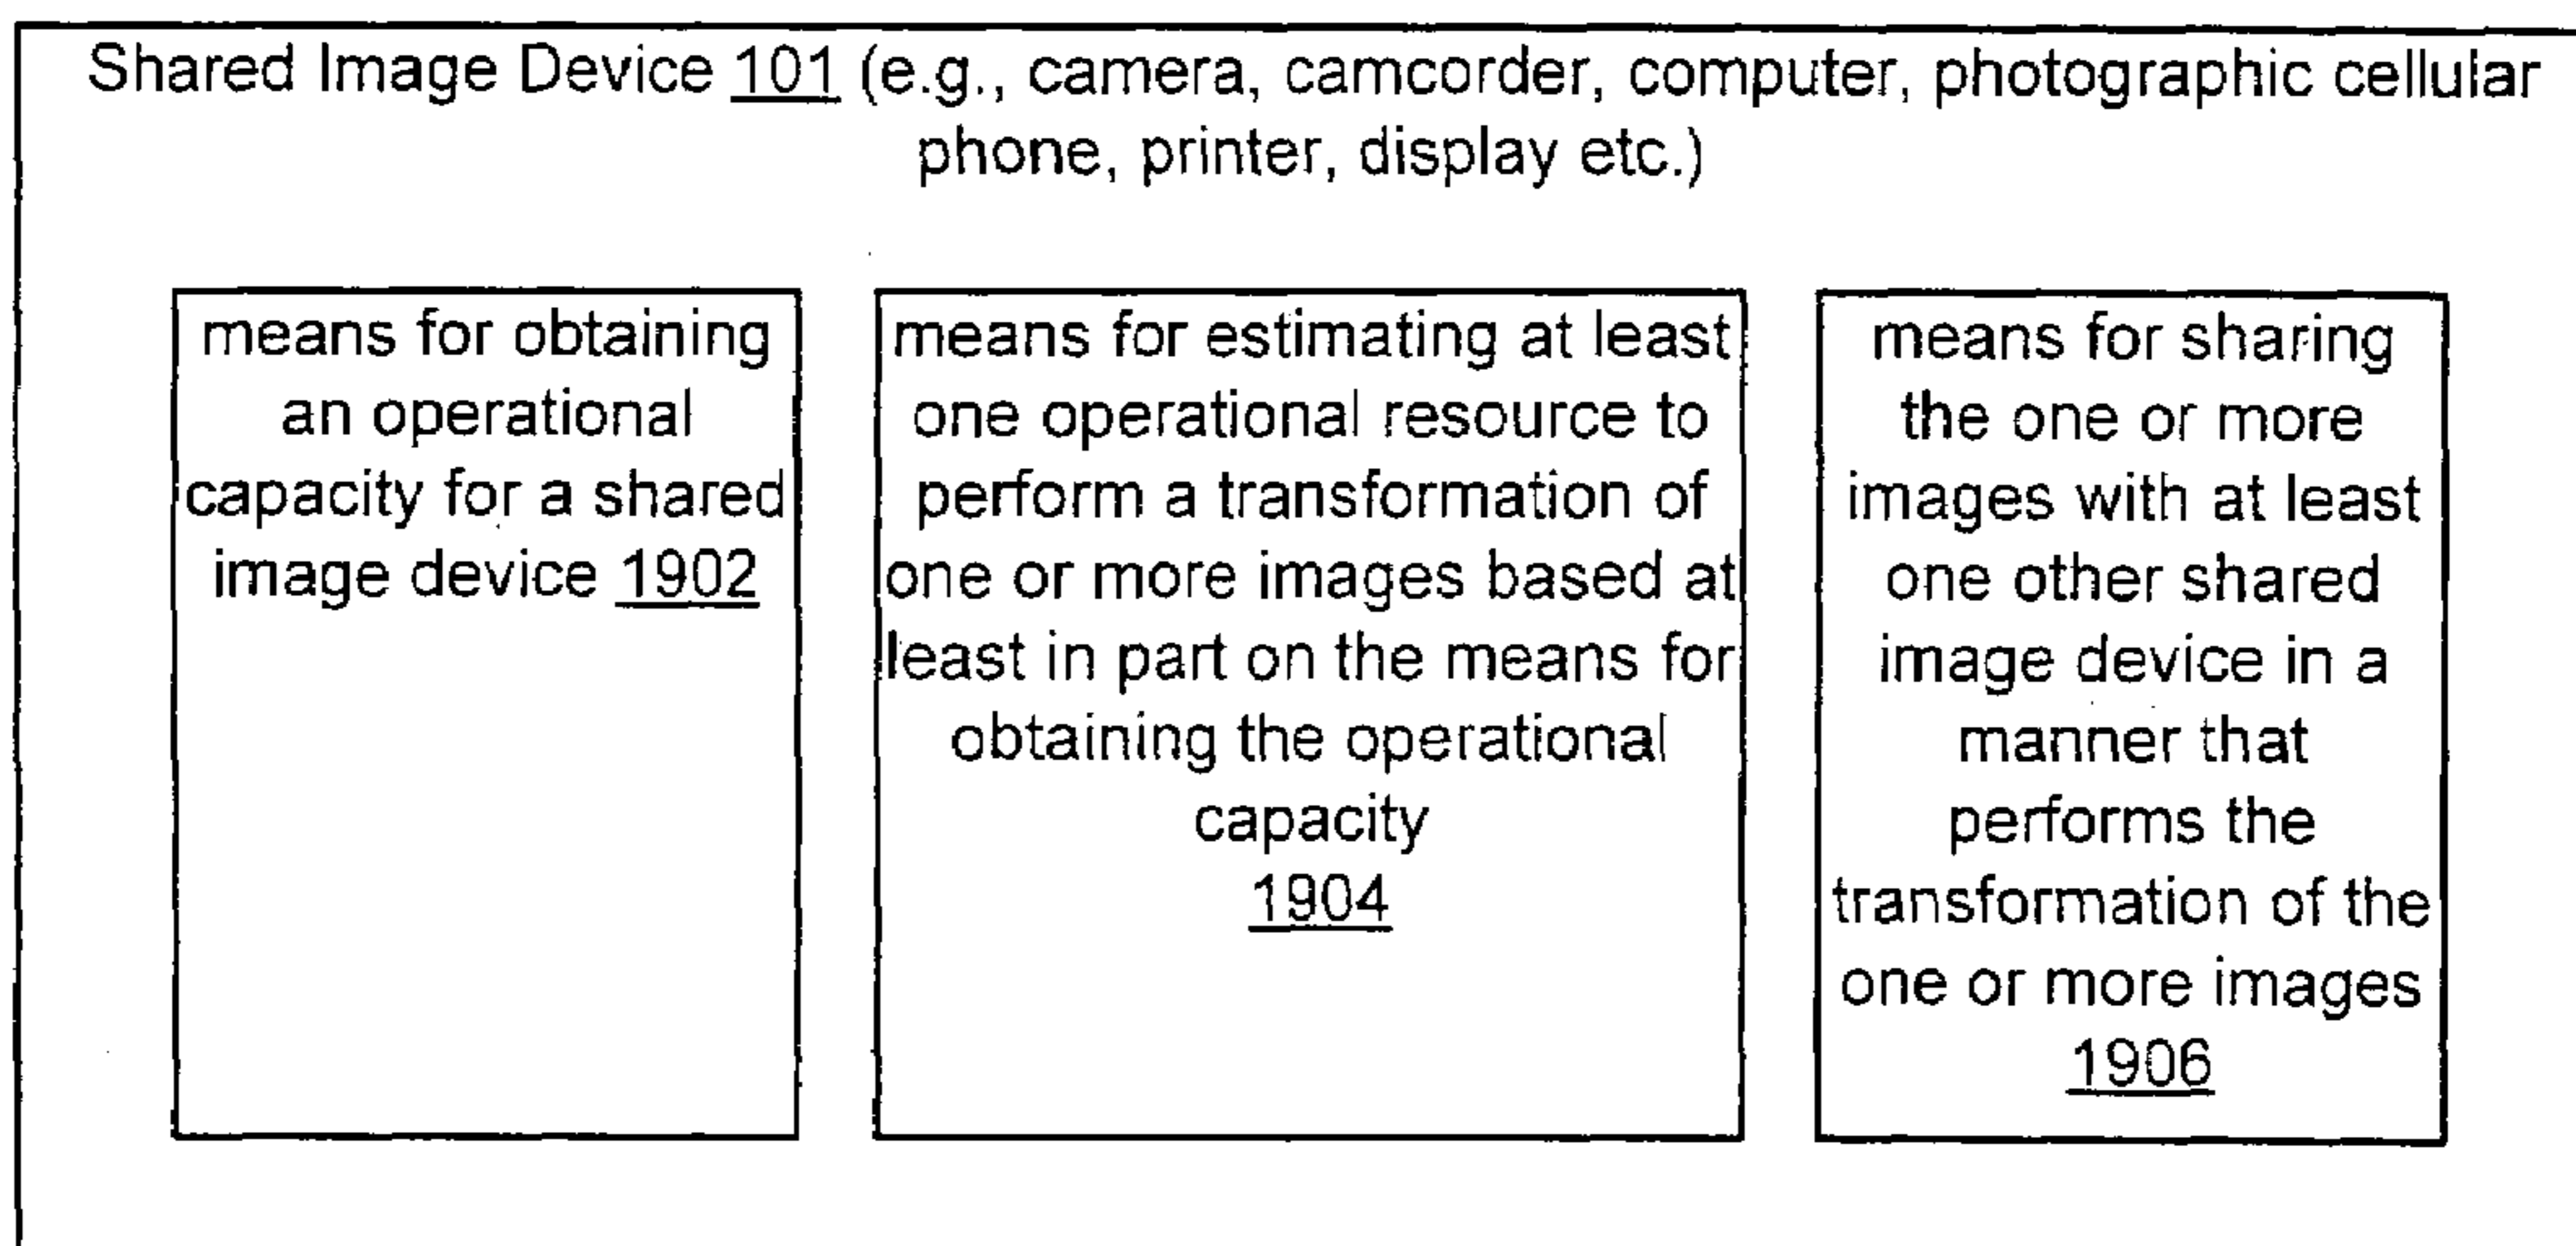 Shared Image Device 101 (e.g., camera, camcorder, computer, photographic cellular
phone, printer, display etc.)
means for obtaining
an operational
capacity for a shared
image device 1902
means for estimating at least
one operational resource to
perform a transformation of
one or more images based at
least in part on the means for
obtaining the operational
capacity
1904
means for sharing
the one or more
images with at least
one other shared
image device in a
manner that
performs the
transformation of the
one or more images
1906